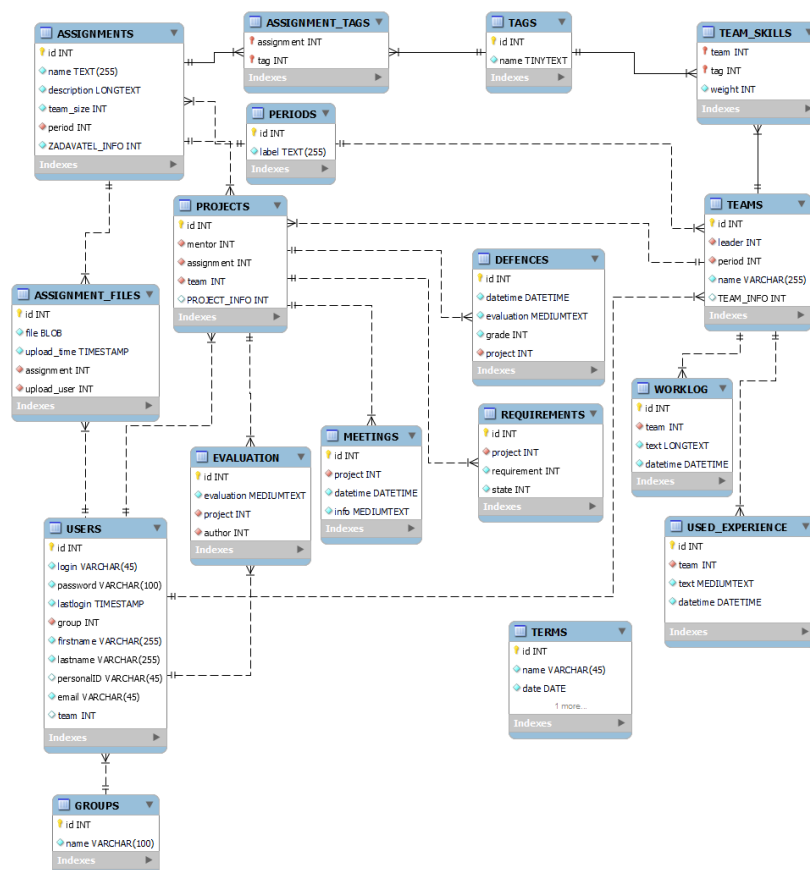 ASSIGNMENTS
id INT
name TEXT(255)
description LONGTEXT
team_size INT
period INT
ZADAVATEL_INFO INT
Indexes
ASSIGNMENT_TAGS
assignment INT
tag INT
Indexes
TAGS
id INT
name TINYTEXT
Indexes
TEAM_SKILLS
team INT
tag INT
weight INT
Indexes
PERIODS
id INT
label TEXT(255)
Indexes
PROJECTS
id INT
mentor INT
assignment INT
team INT
PROJECT_INFO INT
Indexes
TEAMS
id INT
leader INT
period INT
name VARCHAR(255)
TEAM_INFO INT
Indexes
DEFENCES
id INT
datetime DATETIME
evaluation MEDIUMTEXT
grade INT
project INT
Indexes
ASSIGNMENT_FILES
id INT
file BLOB
upload_time TIMESTAMP
assignment INT
upload_user INT
Indexes
WORKLOG
id INT
team INT
text LONGTEXT
datetime DATETIME
Indexes
REQUIREMENTS
id INT
project INT
requirement INT
state INT
Indexes
MEETINGS
id INT
project INT
datetime DATETIME
info MEDIUMTEXT
Indexes
EVALUATION
id INT
evaluation MEDIUMTEXT
project INT
author INT
Indexes
USERS
id INT
login VARCHAR(45)
password VARCHAR(100)
lastlogin TIMESTAMP
group INT
firstname VARCHAR(255)
lastname VARCHAR(255)
personalID VARCHAR(45)
email VARCHAR(45)
team INT
Indexes
USED_EXPERIENCE
id INT
team INT
text MEDIUMTEXT
datetime DATETIME
Indexes
TERMS
id INT
name VARCHAR(45)
date DATE
1 more...
Indexes
GROUPS
id INT
name VARCHAR(100)
Indexes